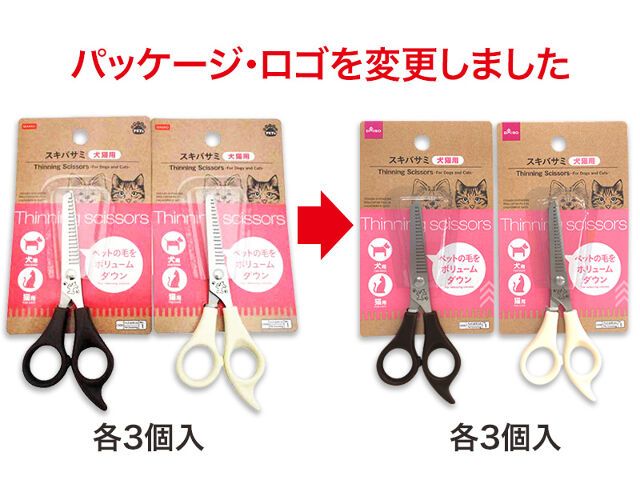 パッケージ・ロゴを変更しました
DAISO
PETs
スキバサミ 犬猫用
Thinning Scissors -For Dogs and Cats-
Thinning scissors
ペットの毛を
ボリューム
ダウン
犬用
猫用
DAISO
PETs
スキバサミ 犬猫用
Thinning Scissors -For Dogs and Cats-
Thinning scissors
ペットの毛を
ボリューム
ダウン
犬用
猫用
DAISO
スキバサミ 犬猫用
Thinning Scissors -For Dogs and Cats-
Thinning scissors
ペットの毛を
ボリューム
ダウン
犬用
猫用
DAISO
スキバサミ 犬猫用
Thinning Scissors -For Dogs and Cats-
Thinning scissors
ペットの毛を
ボリューム
ダウン
犬用
猫用
各3個入
各3個入